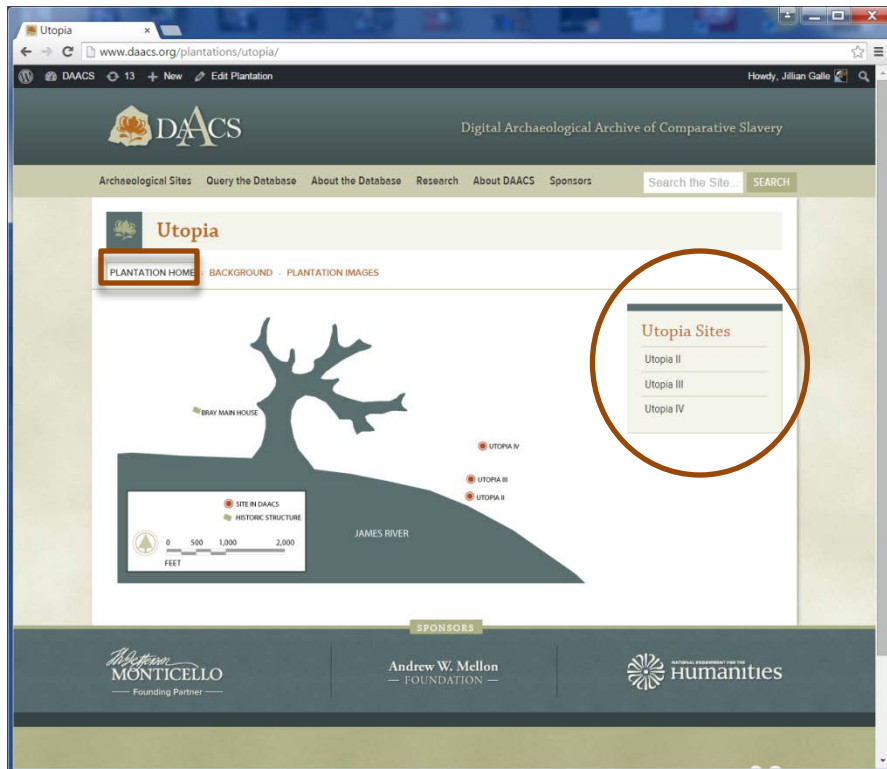 Utopia
www.daacs.org/plantations/utopia/
DAACS 13 + New Edit Plantation Howdy, Jillian Galle
DAACS Digital Archaeological Archive of Comparative Slavery
Archaeological Sites Query the Database About the Database Research About DAACS Sponsors Search the Site... SEARCH
Utopia
PLANTATION HOME - BACKGROUND - PLANTATION IMAGES
Utopia Sites
Utopia II
Utopia III
Utopia IV
BRAY MAIN HOUSE
UTOPIA IV
UTOPIA III
UTOPIA II
SITE IN DAACS
HISTORIC STRUCTURE
0 500 1,000 2,000
FEET
JAMES RIVER
SPONSORS
Th Jefferson
MONTICELLO
Founding Partner
Andrew W. Mellon
FOUNDATION
NATIONAL ENDOWMENT FOR THE
Humanities